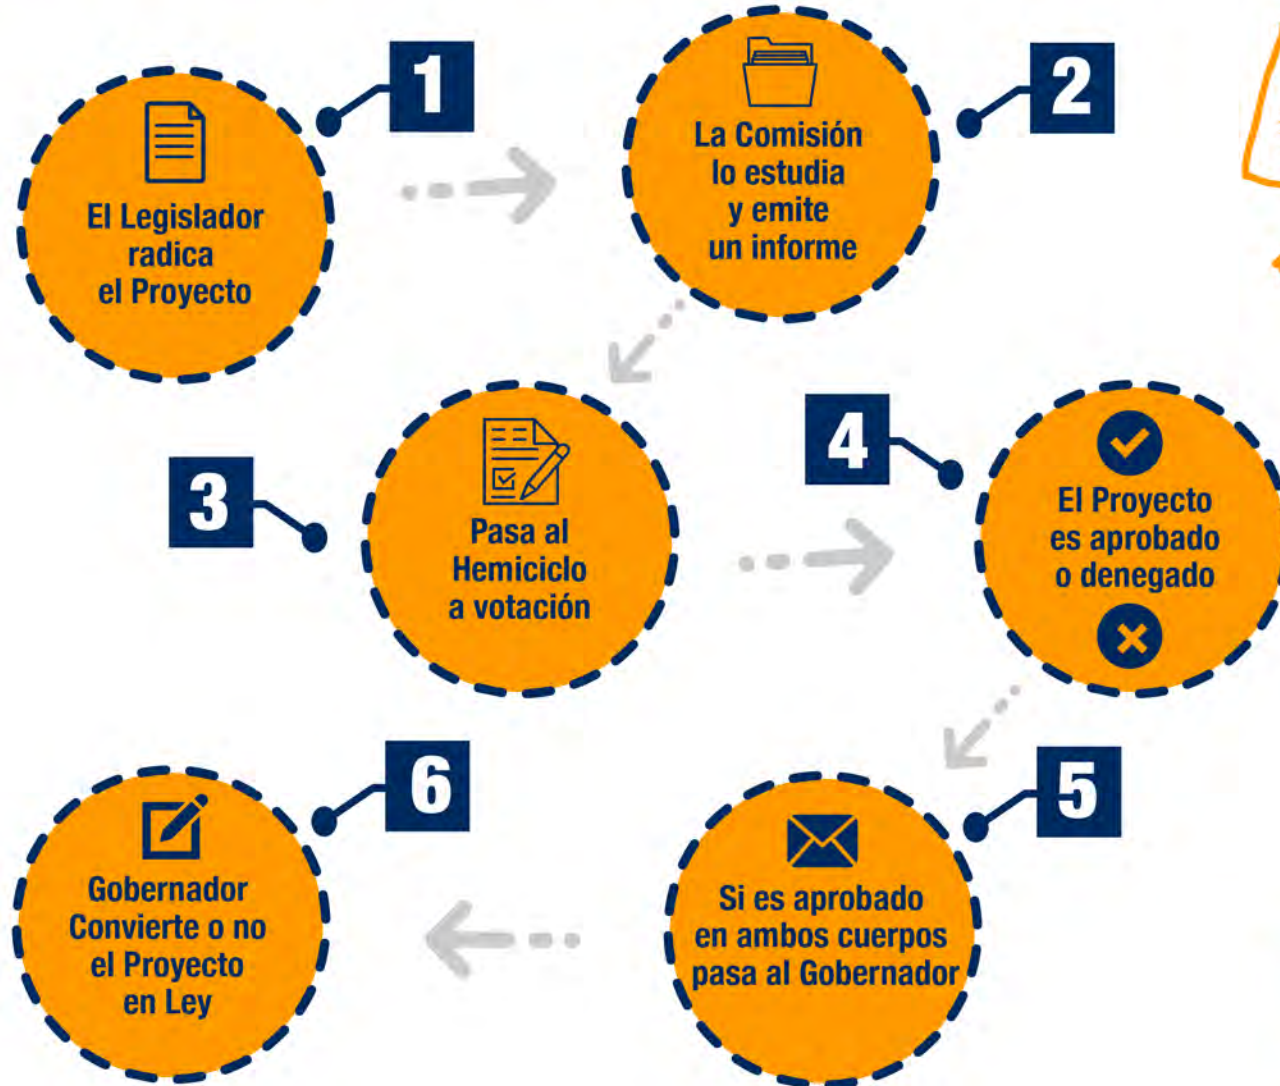 1
El Legislador
radica
el Proyecto
2
La Comisión
lo estudia
y emite
un informe
3
Pasa al
Hemiciclo
a votación
4
El Proyecto
es aprobado
o denegado
5
Si es aprobado
en ambos cuerpos
pasa al Gobernador
6
Gobernador
Convierte o no
el Proyecto
en Ley